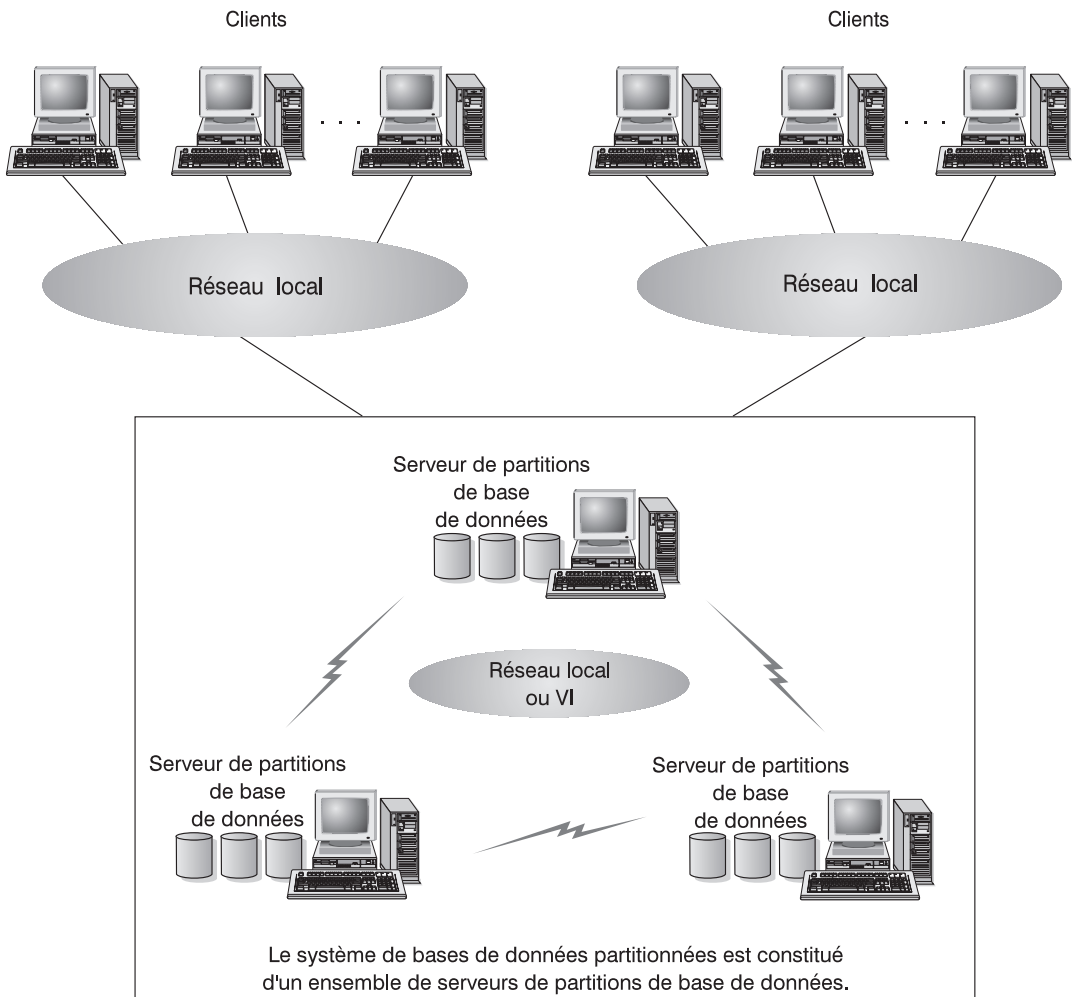 Clients
Clients
. . .
. . .
Réseau local
Réseau local
Serveur de partitions
de base
de données
Réseau local
ou VI
Serveur de partitions
de base
de données
Serveur de partitions
de base
de données
Le système de bases de données partitionnées est constitué
d'un ensemble de serveurs de partitions de base de données.